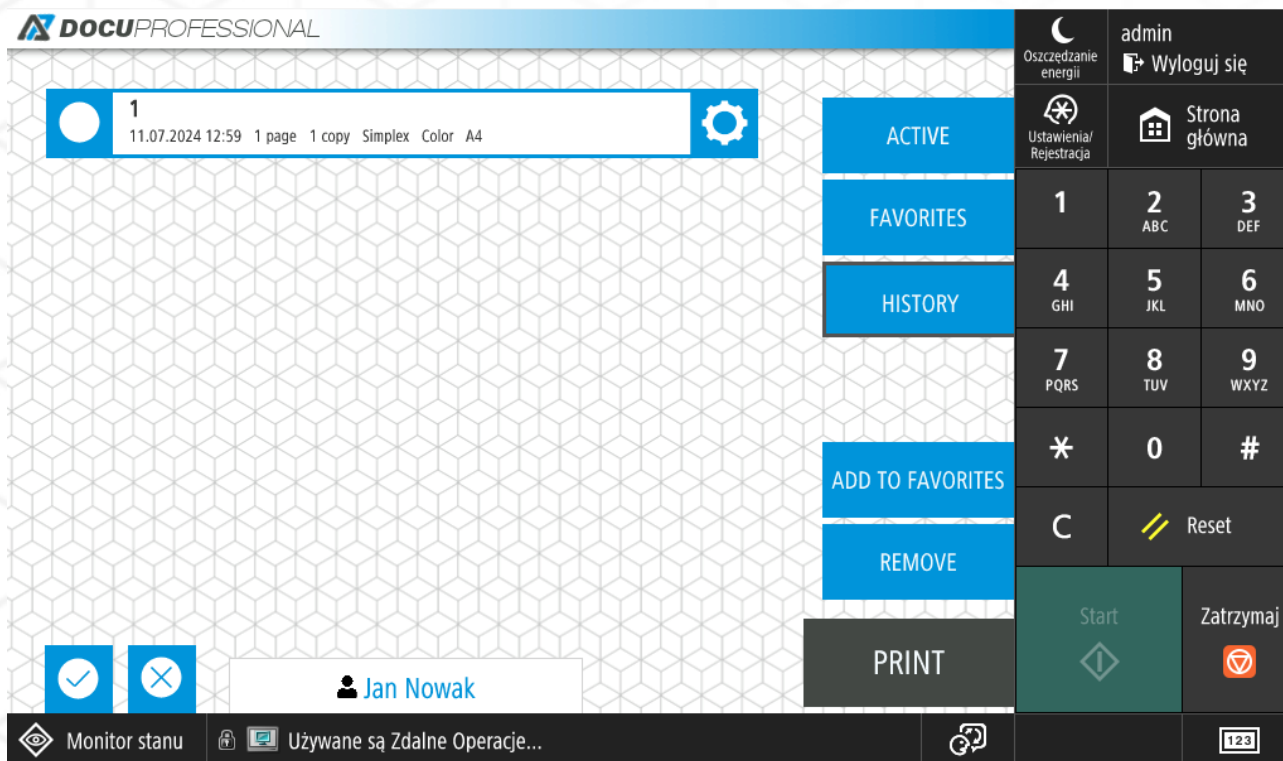 DOCUPROFESSIONAL
1
11.07.2024 12:59 1 page 1 copy Simplex Color A4
ACTIVE
FAVORITES
HISTORY
ADD TO FAVORITES
REMOVE
PRINT
Jan Nowak
Monitor stanu
Używane są Zdalne Operacje...
Oszczędzanie
energii
admin
Wyloguj się
Ustawienia/
Rejestracja
Strona
główna
1
2
ABC
3
DEF
4
GHI
5
JKL
6
MNO
7
PQRS
8
TUV
9
WXYZ
*
0
#
C
Reset
Start
Zatrzymaj
123